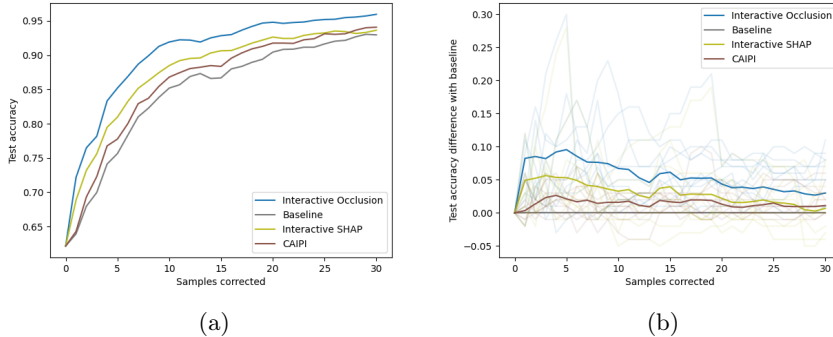 0.95
0.90
0.85
0.80
0.75
0.70
0.65
Test accuracy
Interactive Occlusion
Baseline
Interactive SHAP
CAIPI
0 5 10 15 20 25 30
Samples corrected
(a)
0.30
0.25
0.20
0.15
0.10
0.05
0.00
−0.05
Test accuracy difference with baseline
Interactive Occlusion
Baseline
Interactive SHAP
CAIPI
0 5 10 15 20 25 30
Samples corrected
(b)